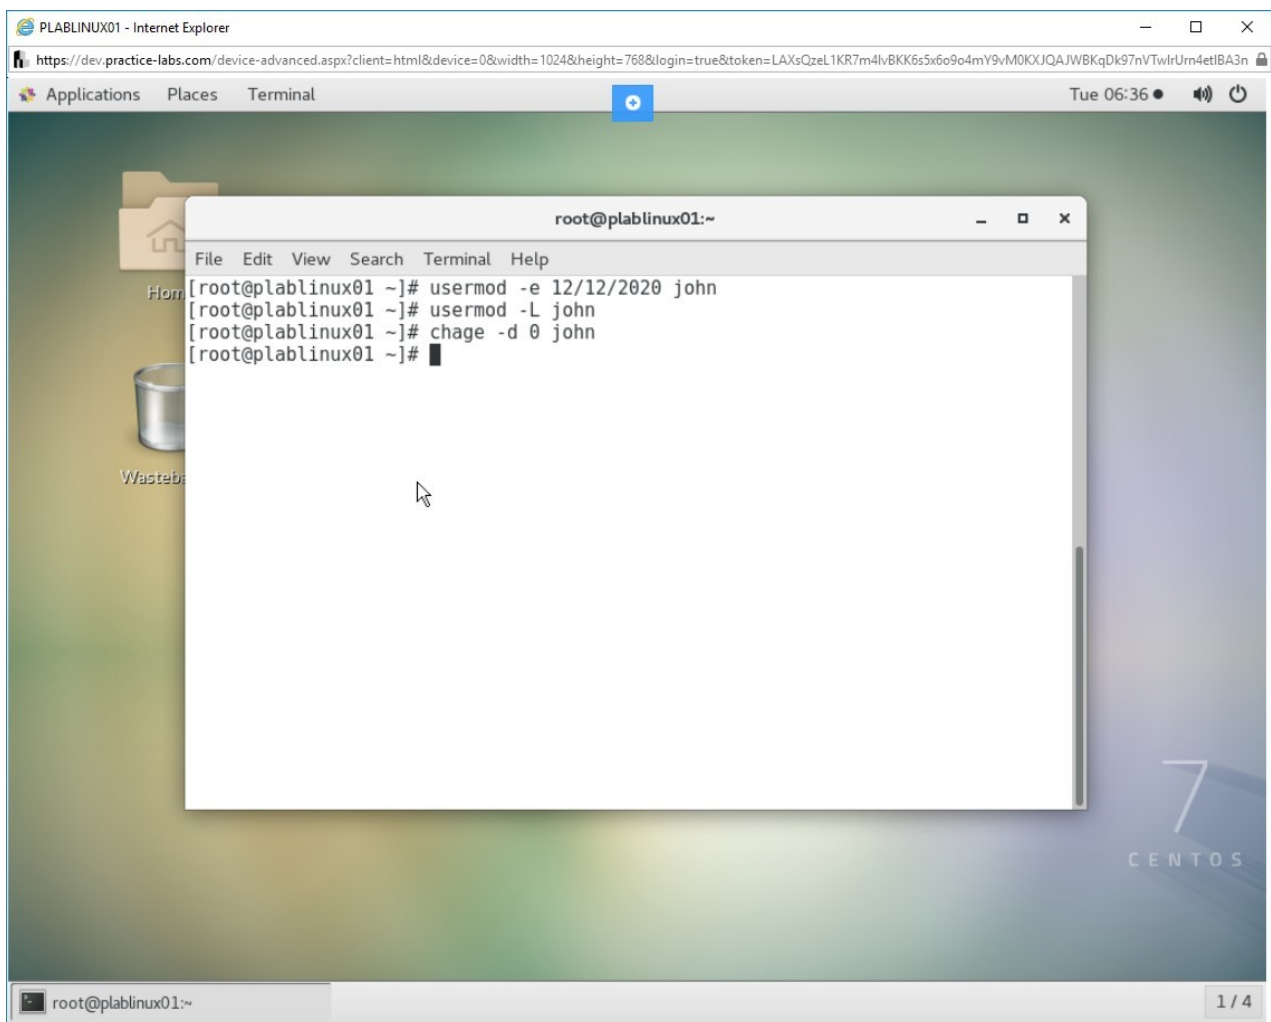 PLABLINUX01 - Internet Explorer
https://dev.practice-labs.com/device-advanced.aspx?client=html&device=0&width=1024&height=768&login=true&token=
Applications Places Terminal Tue 06:36
root@plablinux01:~
File Edit View Search Terminal Help
[root@plablinux01 ~]# usermod -e 12/12/2020 john
[root@plablinux01 ~]# usermod -L john
[root@plablinux01 ~]# chage -d 0 john
[root@plablinux01 ~]#
Hom
Wasteb
7
CENTOS
root@plablinux01:~ 1 / 4